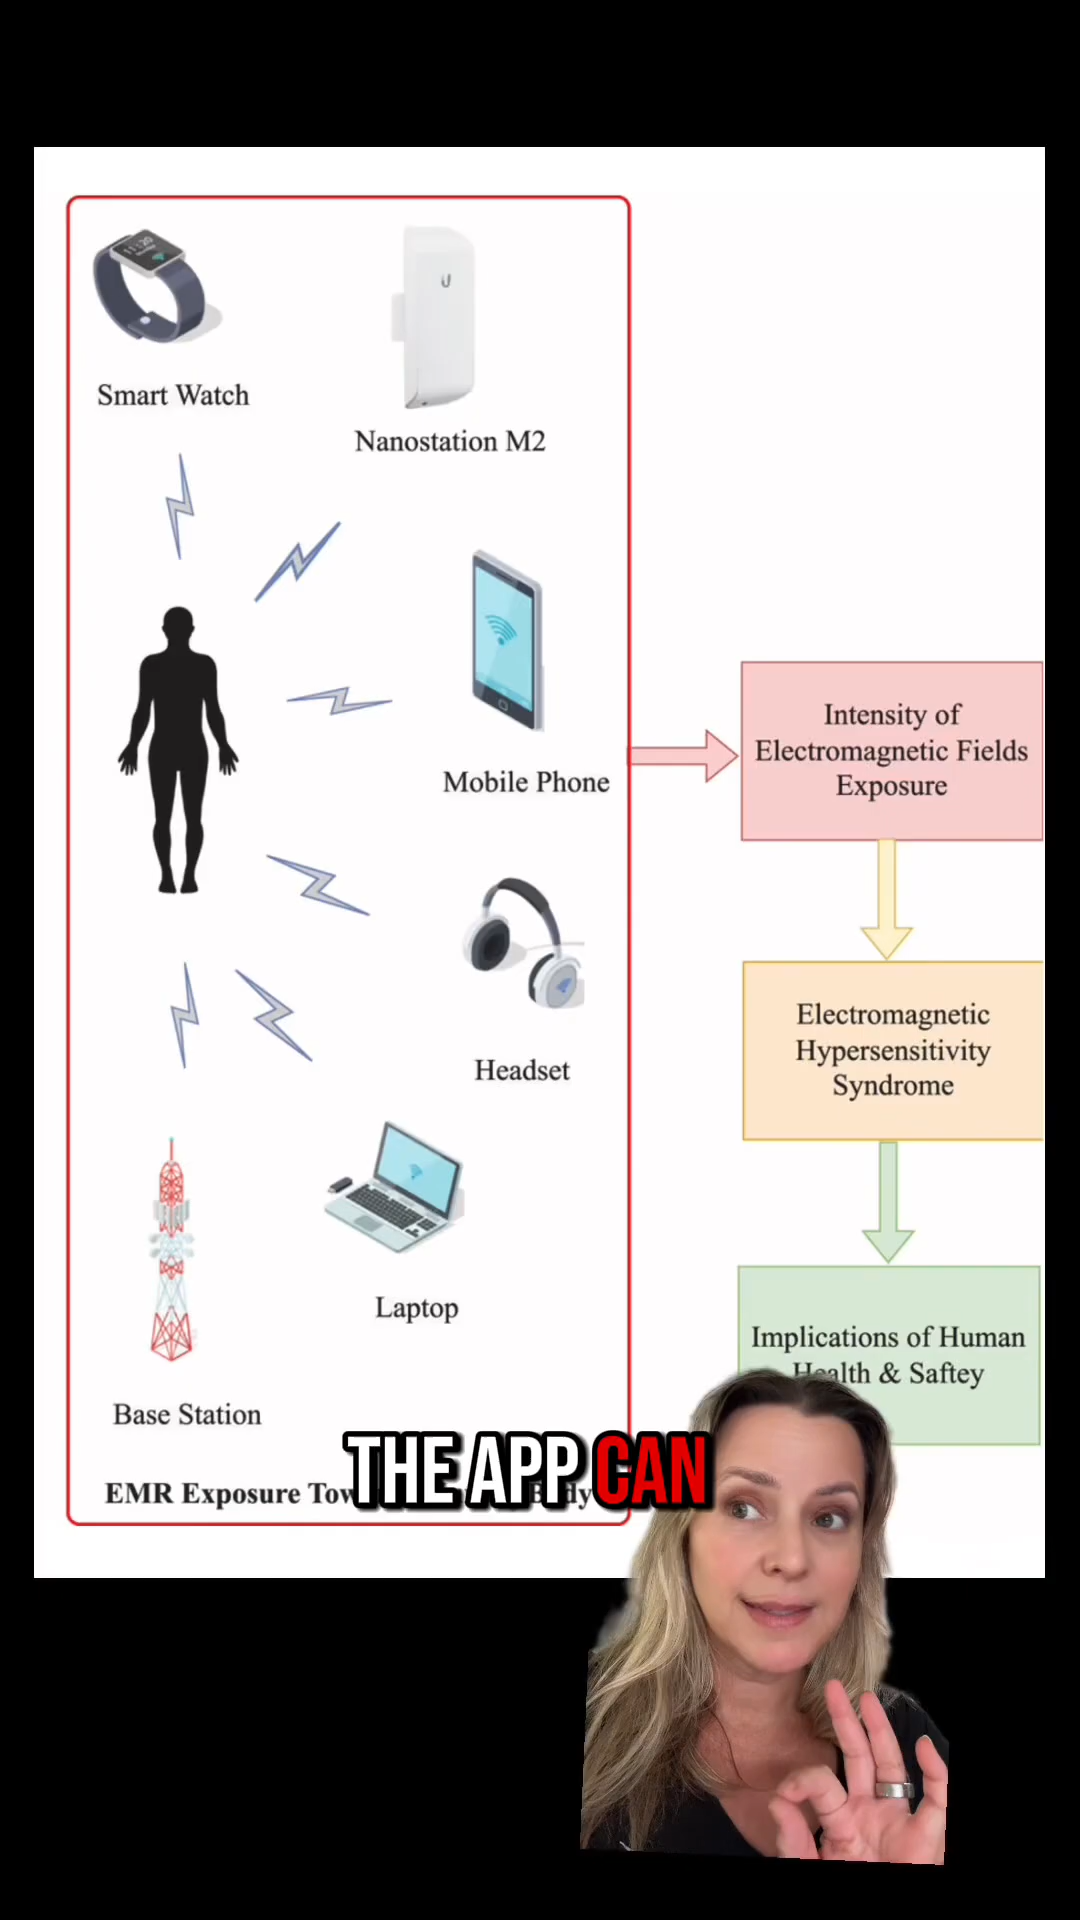 Smart Watch
U
Nanostation M2
Mobile Phone
Headset
Laptop
Base Station
EMR Exposure
THE APP CAN
Intensity of
Electromagnetic Fields
Exposure
Electromagnetic
Hypersensitivity
Syndrome
Implications of Human
Health & Saftey